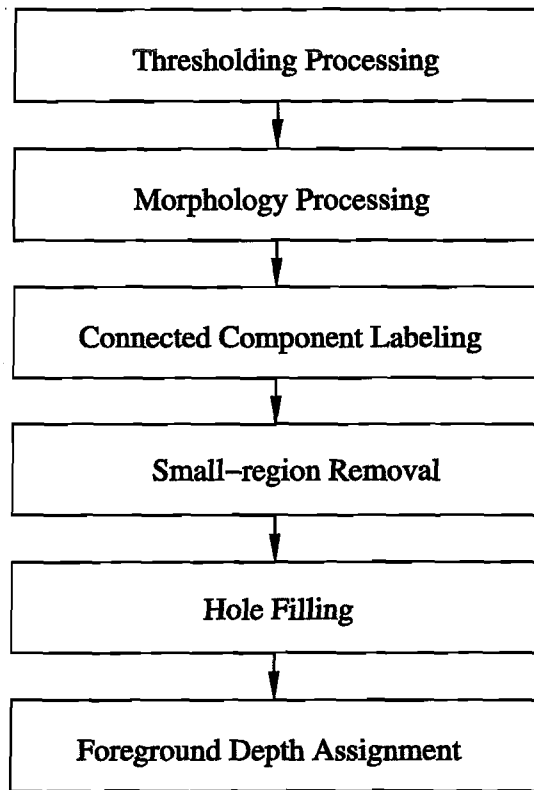 Thresholding Processing
Morphology Processing
Connected Component Labeling
Small–region Removal
Hole Filling
Foreground Depth Assignment